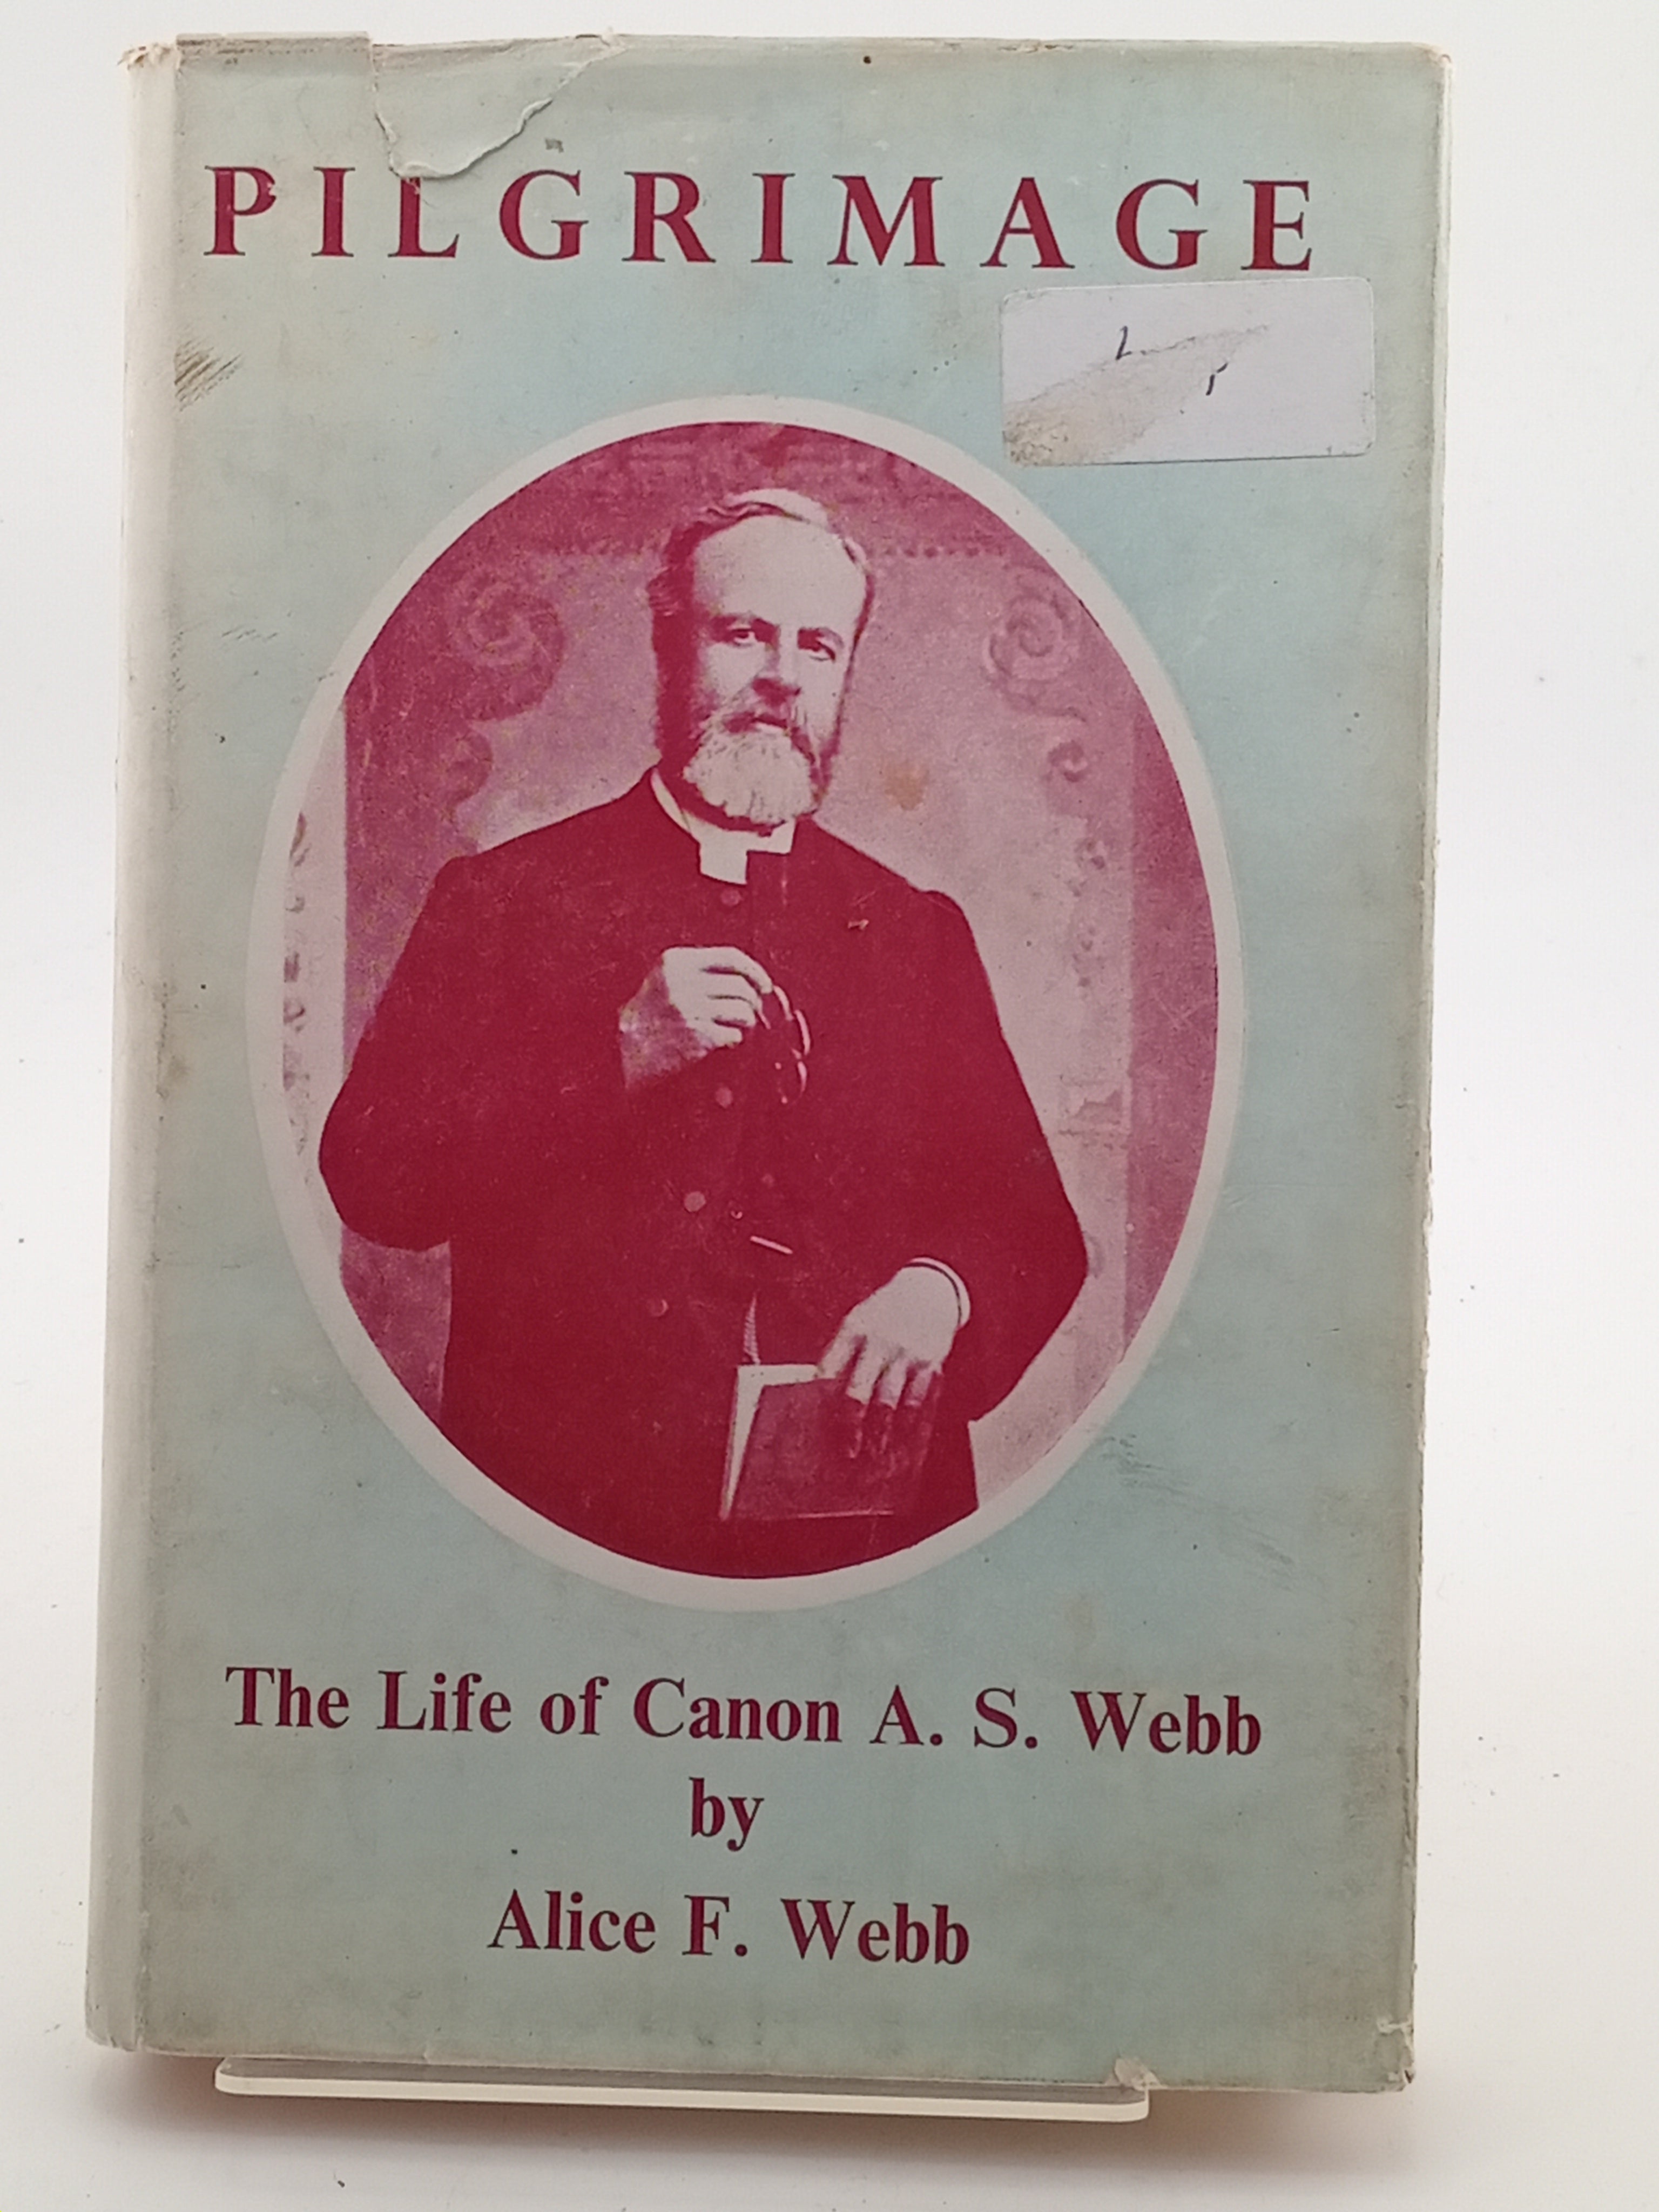 PILGRIMAGE
The Life of Canon A. S. Webb
by
Alice F. Webb